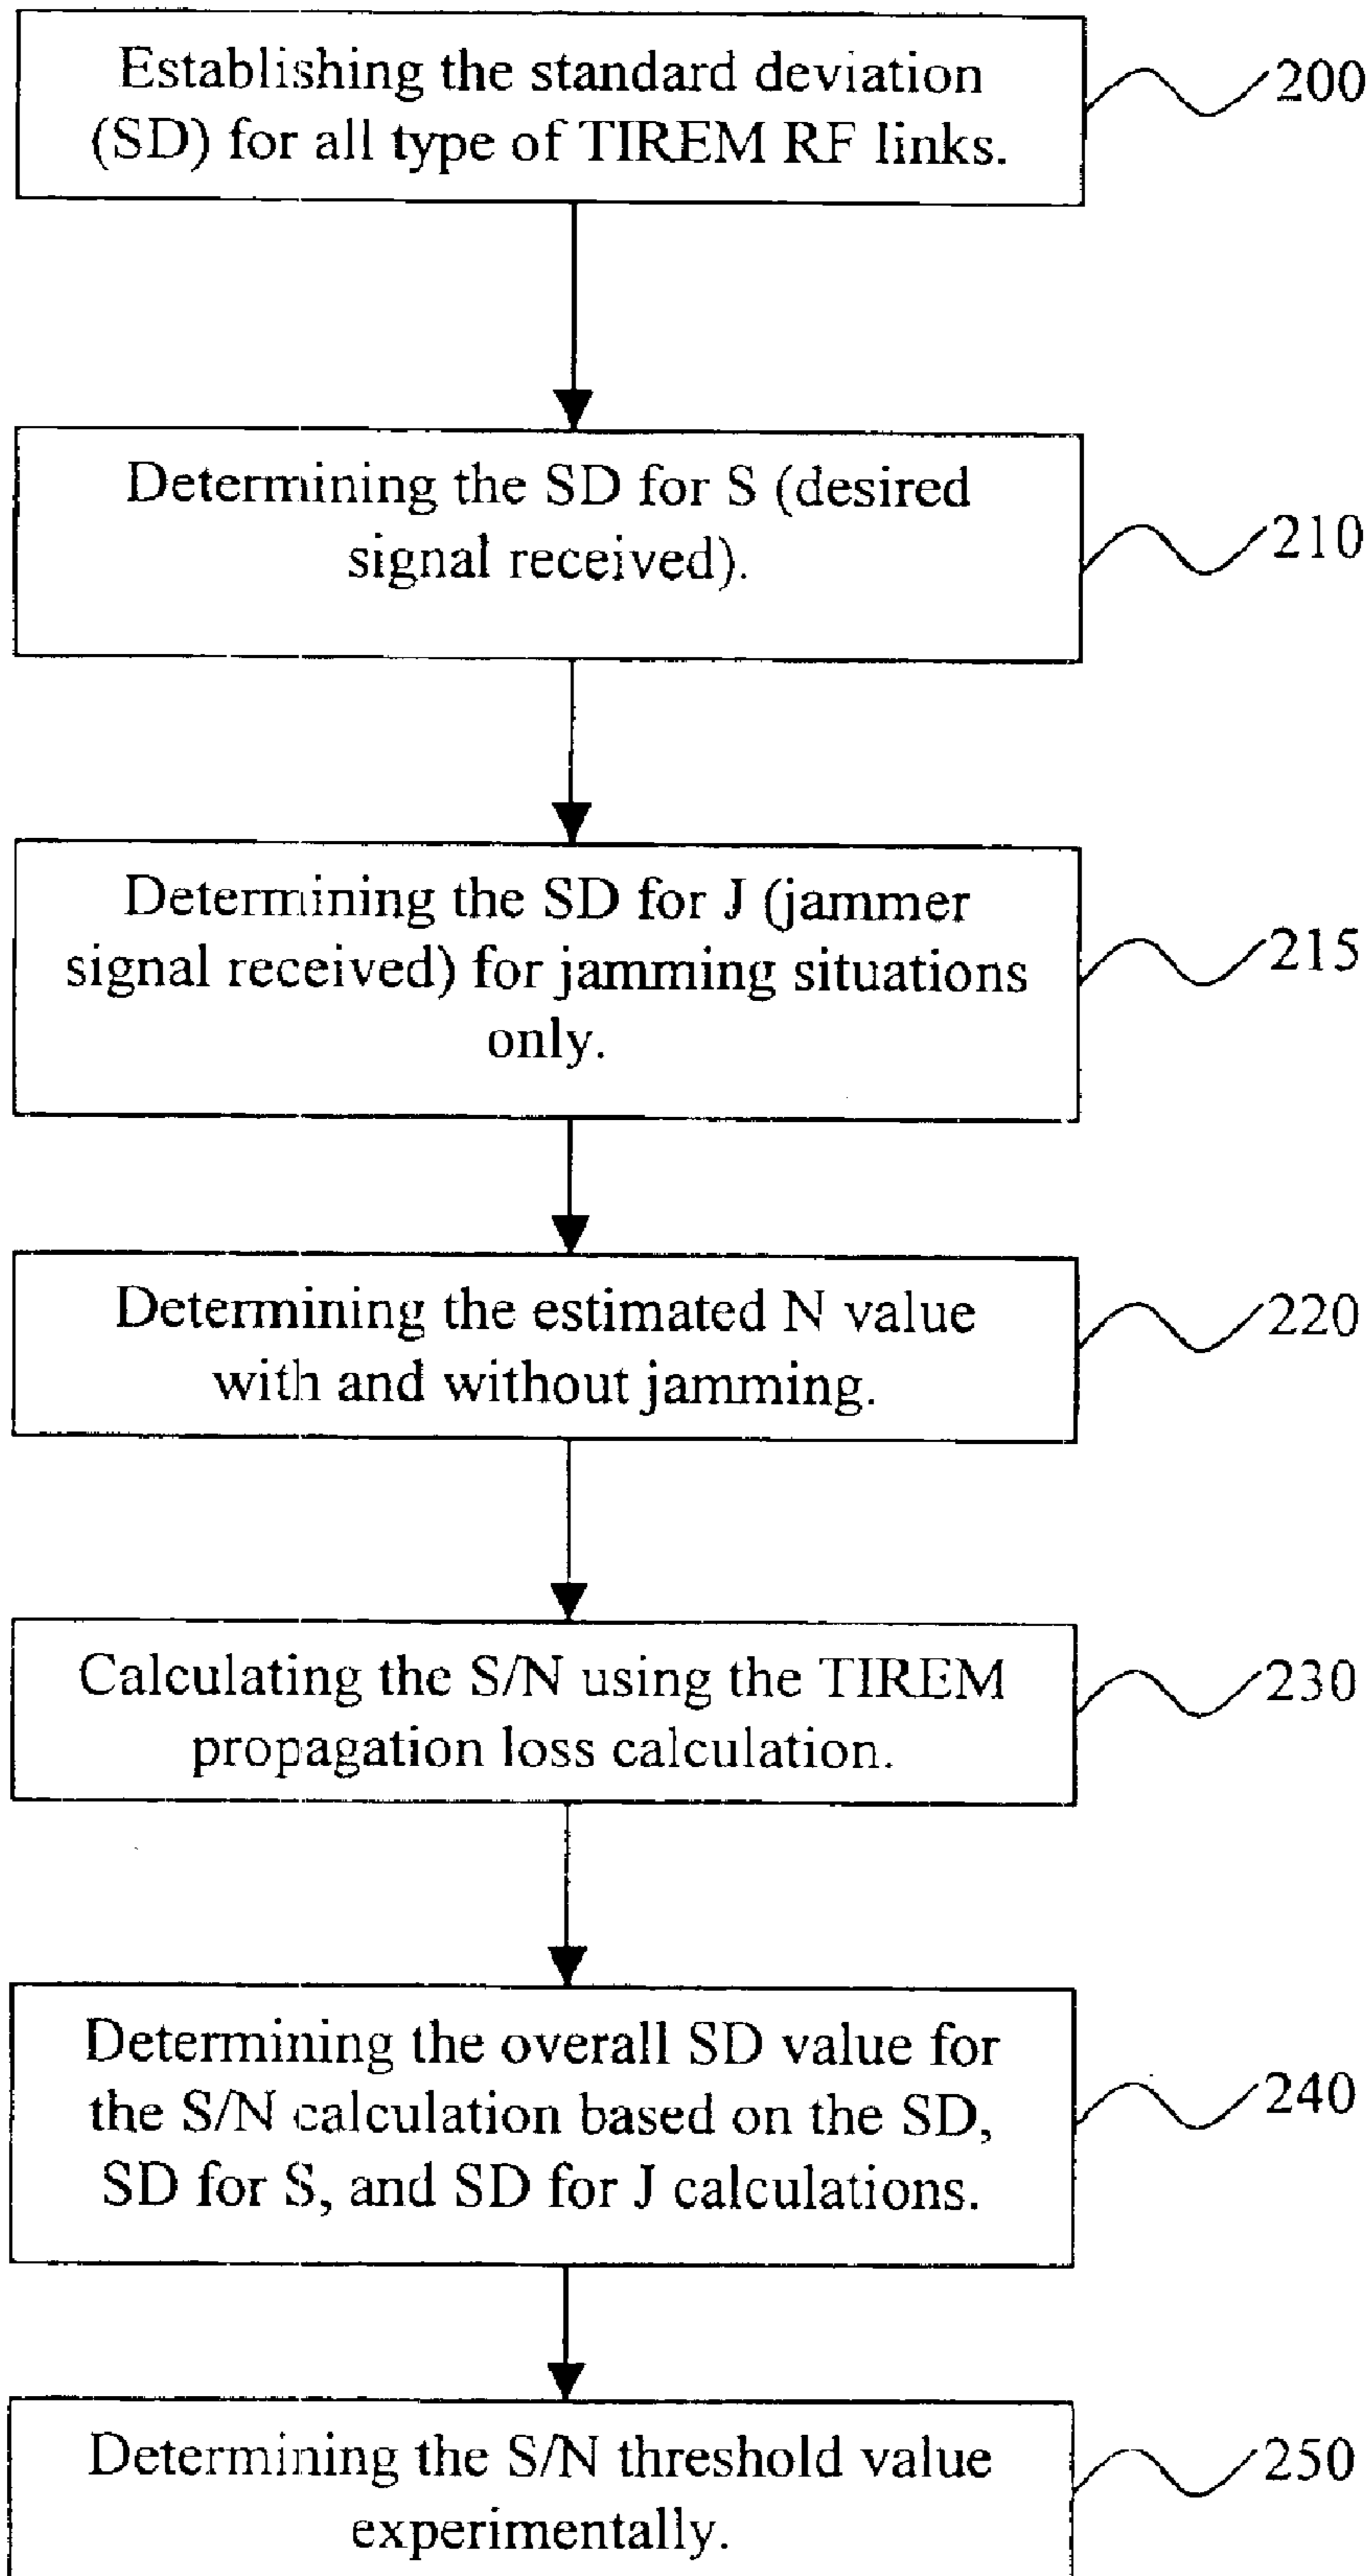 Establishing the standard deviation
(SD) for all type of TIREM RF links.
200
Determining the SD for S (desired
signal received).
210
Determining the SD for J (jammer
signal received) for jamming situations
only.
215
Determining the estimated N value
with and without jamming.
220
Calculating the S/N using the TIREM
propagation loss calculation.
230
Determining the overall SD value for
the S/N calculation based on the SD,
SD for S, and SD for J calculations.
240
Determining the S/N threshold value
experimentally.
250